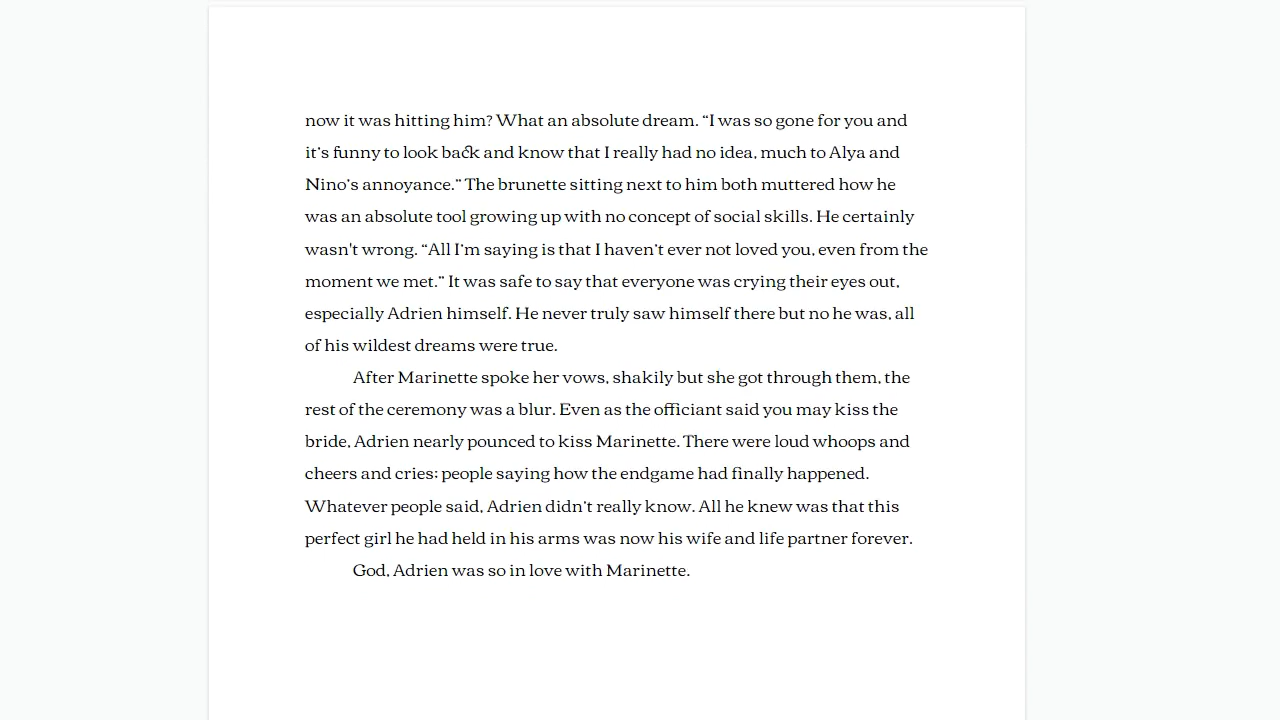 now it was hitting him? What an absolute dream. “I was so gone for you and
it’s funny to look back and know that I really had no idea, much to Alya and
Nino’s annoyance.” The brunette sitting next to him both muttered how he
was an absolute tool growing up with no concept of social skills. He certainly
wasn't wrong. “All I’m saying is that I haven’t ever not loved you, even from the
moment we met.” It was safe to say that everyone was crying their eyes out,
especially Adrien himself. He never truly saw himself there but no he was, all
of his wildest dreams were true.
After Marinette spoke her vows, shakily but she got through them, the
rest of the ceremony was a blur. Even as the officiant said you may kiss the
bride, Adrien nearly pounced to kiss Marinette. There were loud whoops and
cheers and cries; people saying how the endgame had finally happened.
Whatever people said, Adrien didn’t really know. All he knew was that this
perfect girl he had held in his arms was now his wife and life partner forever.
God, Adrien was so in love with Marinette.